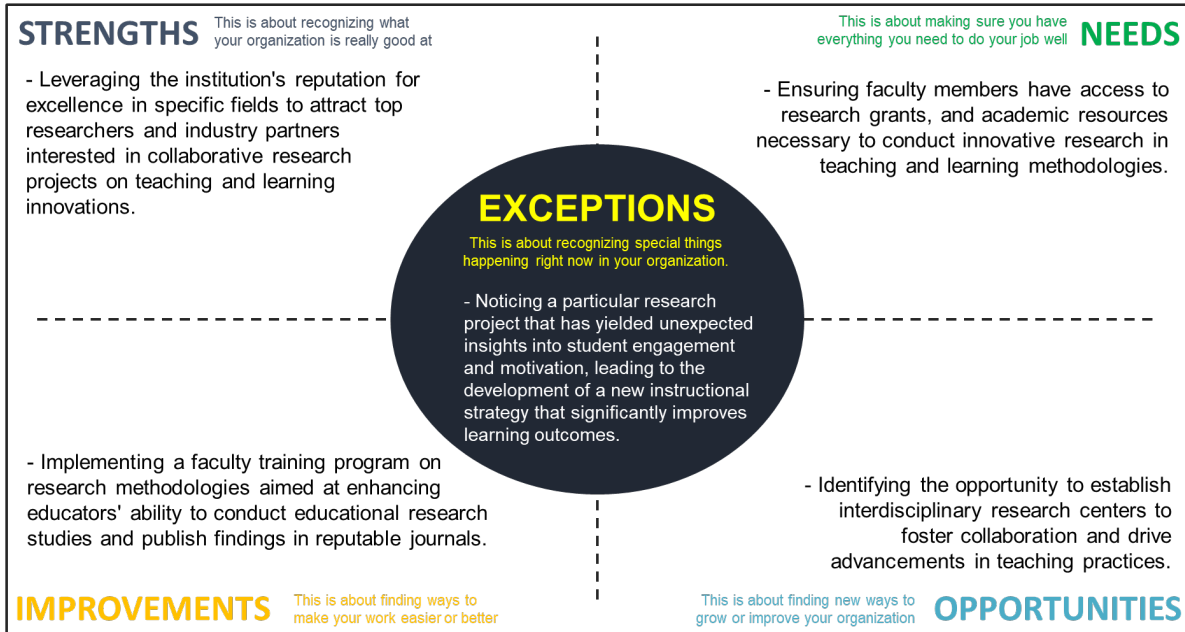 STRENGTHS
This is about recognizing what
your organization is really good at
- Leveraging the institution's reputation for
excellence in specific fields to attract top
researchers and industry partners
interested in collaborative research
projects on teaching and learning
innovations.
This is about making sure you have
everything you need to do your job well
NEEDS
- Ensuring faculty members have access to
research grants, and academic resources
necessary to conduct innovative research in
teaching and learning methodologies.
EXCEPTIONS
This is about recognizing special things
happening right now in your organization.
- Noticing a particular research
project that has yielded unexpected
insights into student engagement
and motivation, leading to the
development of a new instructional
strategy that significantly improves
learning outcomes.
- Implementing a faculty training program on
research methodologies aimed at enhancing
educators' ability to conduct educational research
studies and publish findings in reputable journals.
IMPROVEMENTS
This is about finding ways to
make your work easier or better
- Identifying the opportunity to establish
interdisciplinary research centers to
foster collaboration and drive
advancements in teaching practices.
This is about finding new ways to
grow or improve your organization
OPPORTUNITIES